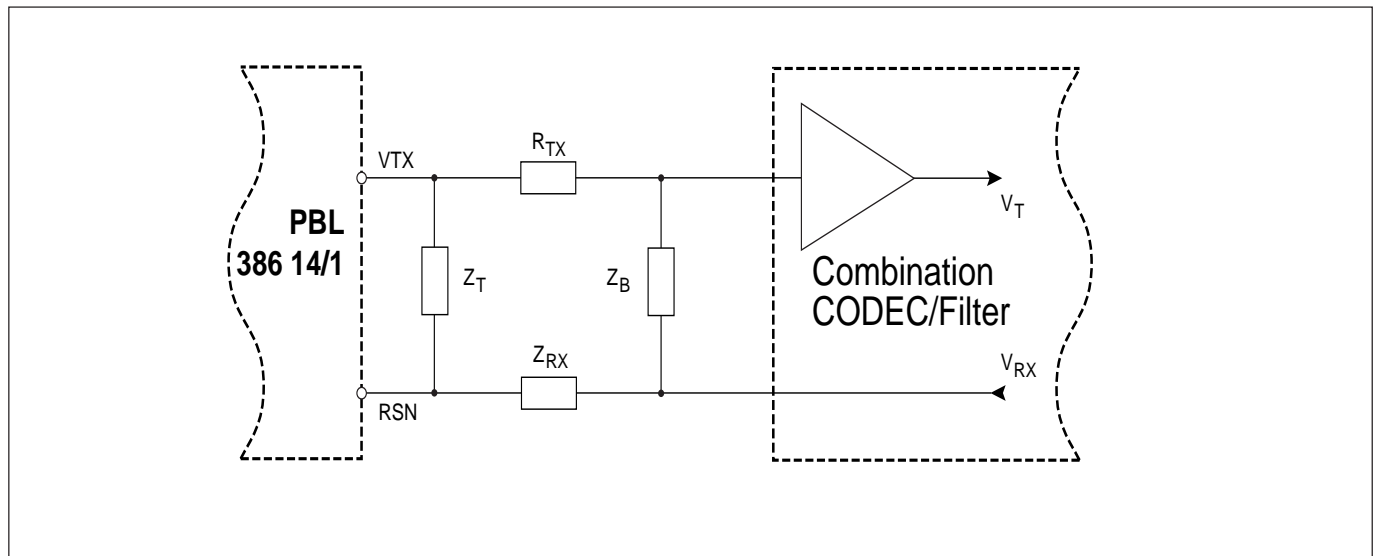 VTX
R_TX
PBL
386 14/1
Z_T
Z_B
V_T
Combination
CODEC/Filter
Z_RX
V_RX
RSN